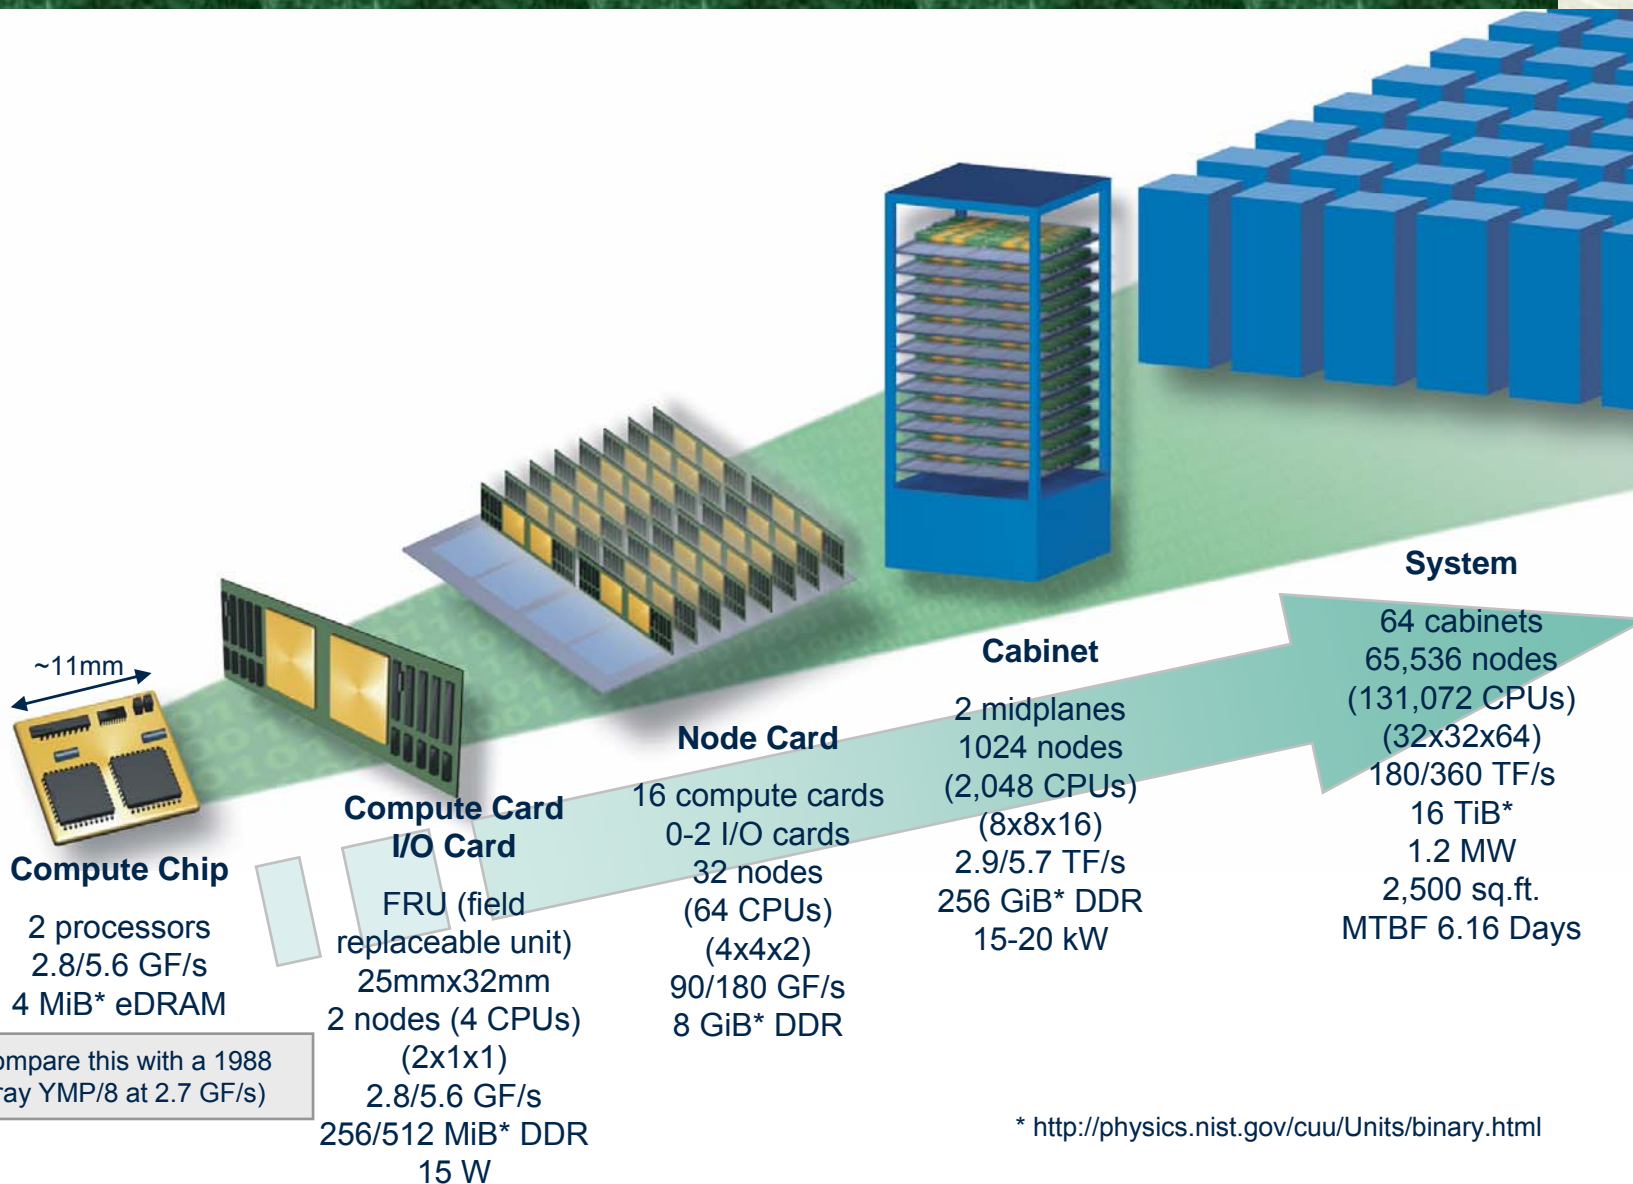 ~11mm
Compute Chip
2 processors
2.8/5.6 GF/s
4 MiB* eDRAM
this with a 1988
YMP/8 at 2.7 GF/s)
Compute Card
I/O Card
FRU (field
replaceable unit)
25mmx32mm
2 nodes (4 CPUs)
(2x1x1)
2.8/5.6 GF/s
256/512 MiB* DDR
15 W
Node Card
16 compute cards
0-2 I/O cards
32 nodes
(64 CPUs)
(4x4x2)
90/180 GF/s
8 GiB* DDR
Cabinet
2 midplanes
1024 nodes
(2,048 CPUs)
(8x8x16)
2.9/5.7 TF/s
256 GiB* DDR
15-20 kW
System
64 cabinets
65,536 nodes
(131,072 CPUs)
(32x32x64)
180/360 TF/s
16 TiB*
1.2 MW
2,500 sq.ft.
MTBF 6.16 Days
* http://physics.nist.gov/cuu/Units/binary.html